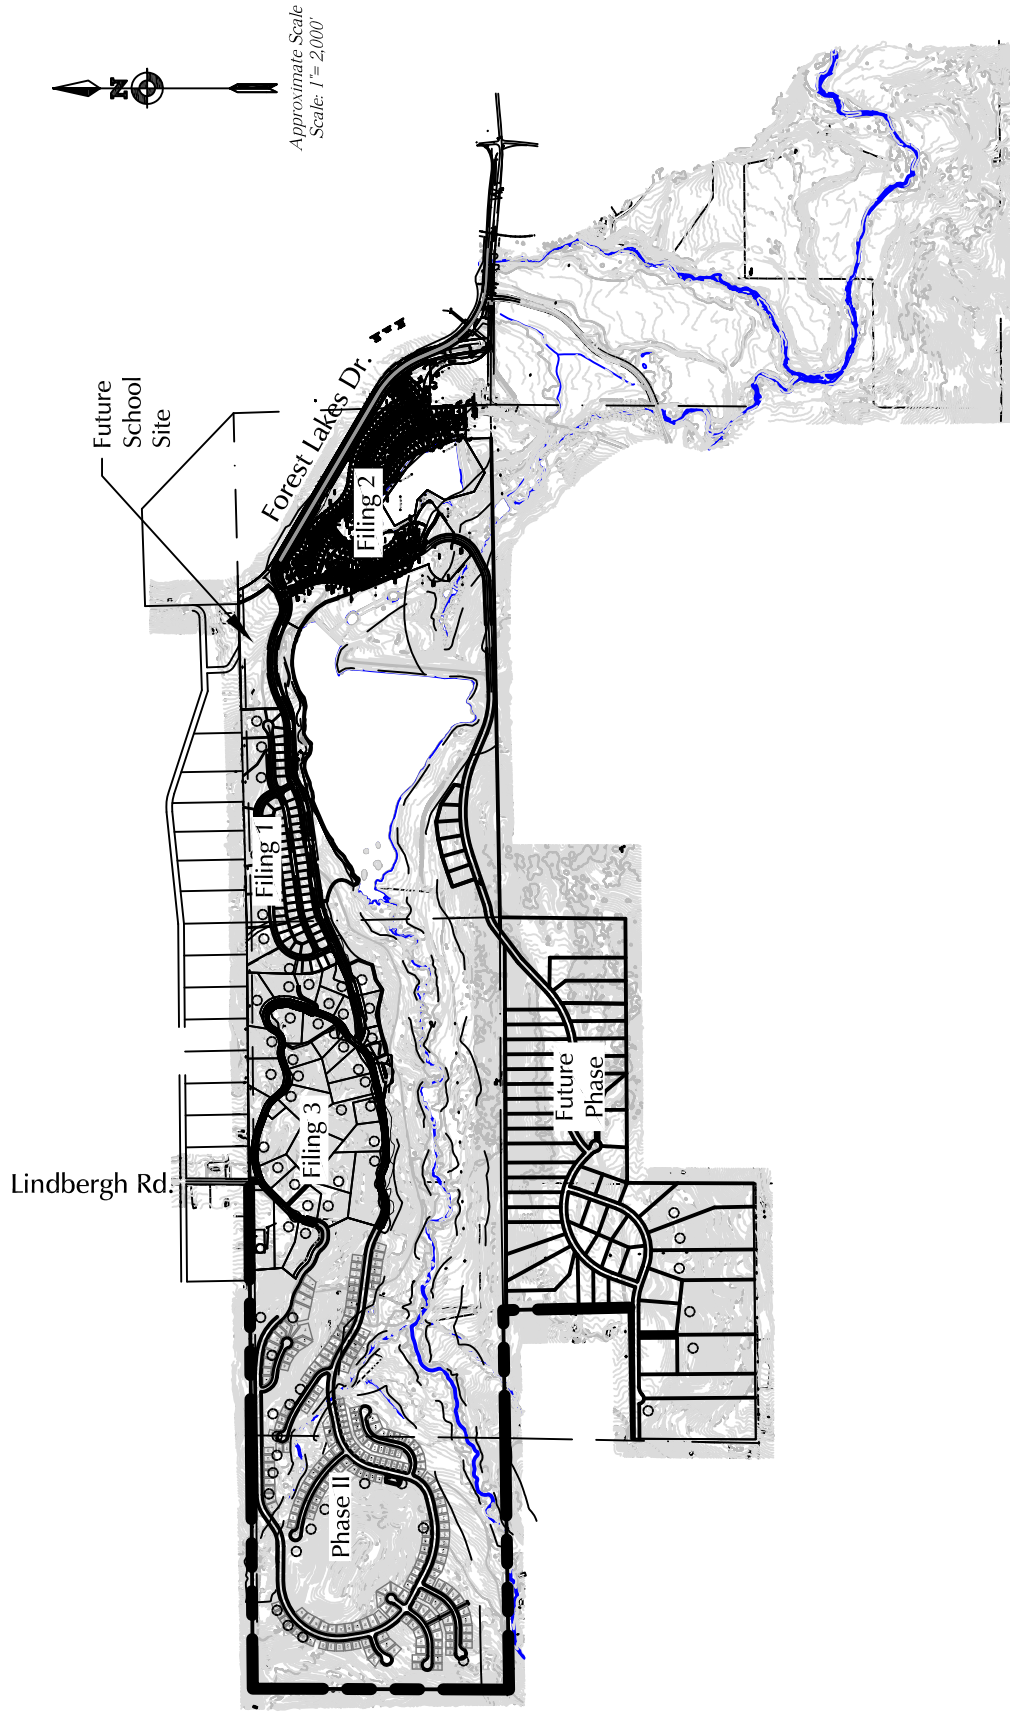 N
Approximate Scale
Scale: 1"= 2,000'
Future
School
Site
Forest Lakes Dr.
Filing 2
Filing 1
Filing 3
Lindbergh Rd.
Future
Phase
Phase II